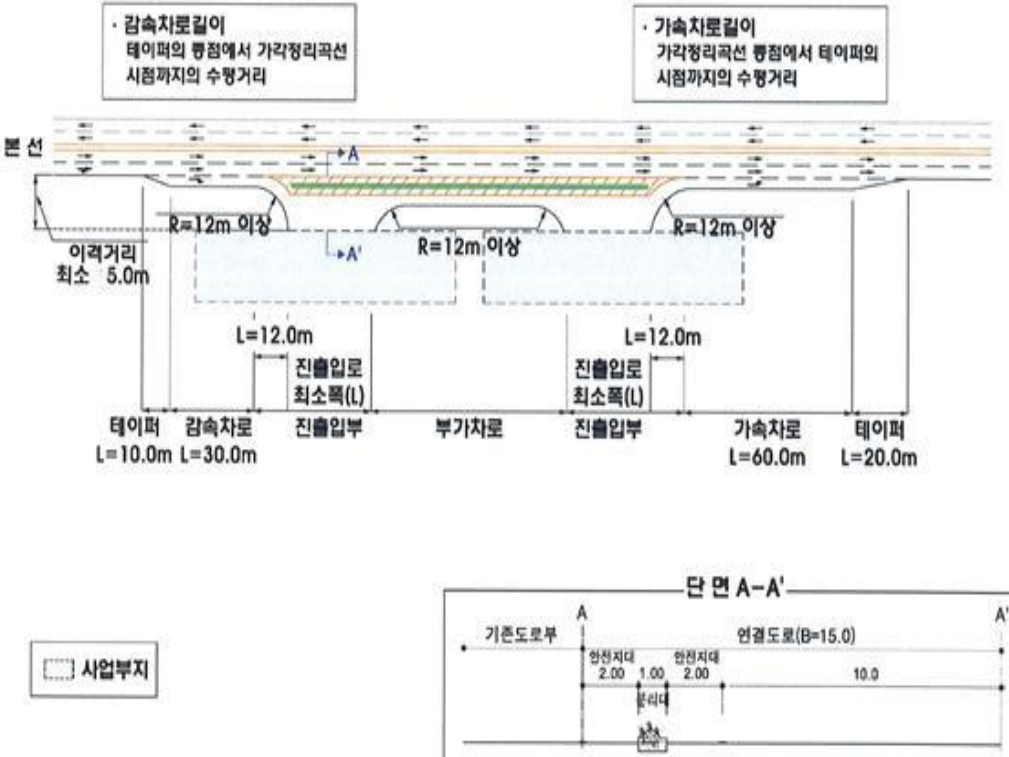 · 감속차로길이
테이퍼의 종점에서 가각정리곡선
시점까지의 수평거리
· 가속차로길이
가각정리곡선 종점에서 테이퍼의
시점까지의 수평거리
본 선
A
R=12m 이상
R=12m 이상
R=12m 이상
A'
이격거리
최소 5.0m
L=12.0m
L=12.0m
진출입로
최소폭(L)
진출입로
최소폭(L)
테이퍼
L=10.0m
감속차로
L=30.0m
진출입부
부가차로
진출입부
가속차로
L=60.0m
테이퍼
L=20.0m
사업부지
단 면 A-A'
A
A'
기존도로부
연결도로(B=15.0)
안전지대
2.00
1.00
분리대
안전지대
2.00
10.0